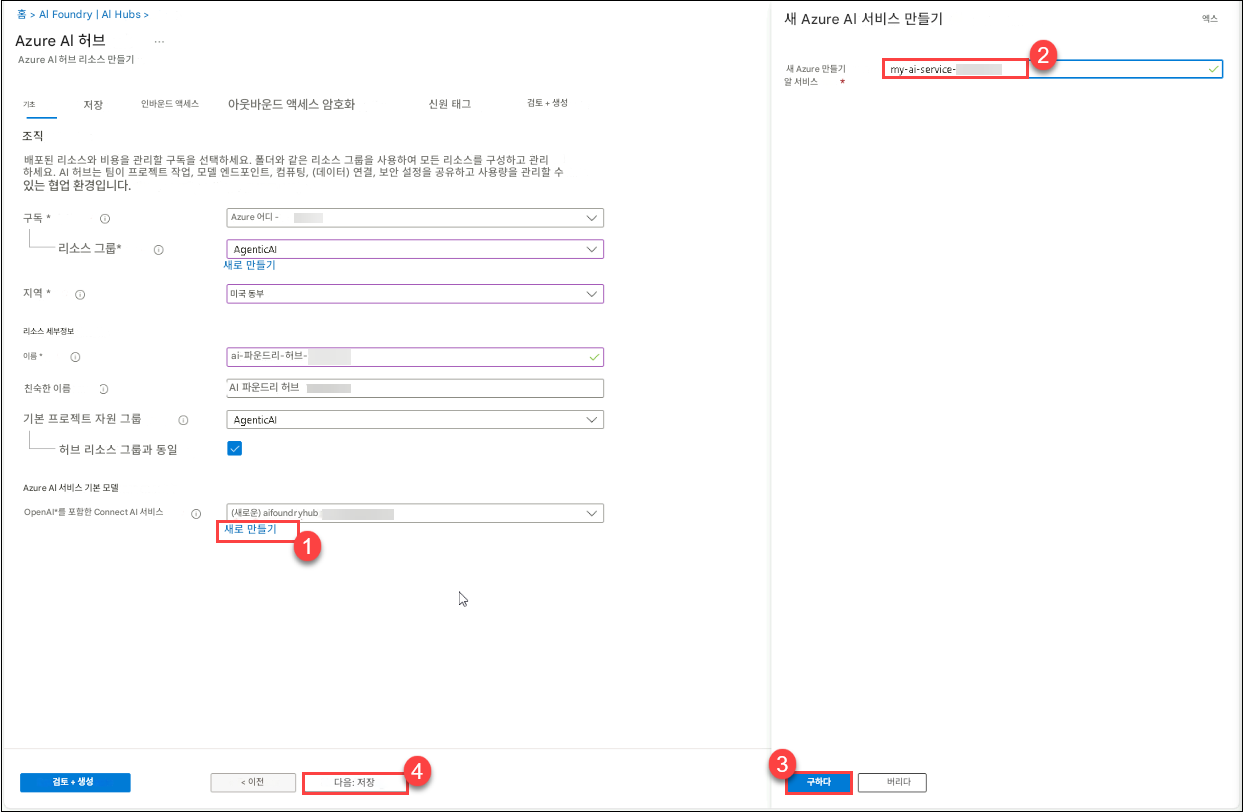 홈 > AI Foundry | AI Hubs >
Azure AI 허브 ...
Azure AI 허브 리소스 만들기
기초 저장 인바운드 액세스 아웃바운드 액세스 암호화 신원 태그 검토 + 생성
조직
배포된 리소스와 비용을 관리할 구독을 선택하세요. 폴더와 같은 리소스 그룹을 사용하여 모든 리소스를 구성하고 관리
하세요. AI 허브는 팀이 프로젝트 작업, 모델 엔드포인트, 컴퓨팅, (데이터) 연결, 보안 설정을 공유하고 사용량을 관리할 수
있는 협업 환경입니다.
구독 * Azure 어디 -
리소스 그룹* AgenticAI
새로 만들기
지역 * 미국 동부
리소스 세부정보
이름 * ai-파운드리-허브-
친숙한 이름 AI 파운드리 허브
기본 프로젝트 자원 그룹 AgenticAI
허브 리소스 그룹과 동일
Azure AI 서비스 기본 모델
OpenAI*를 포함한 Connect AI 서비스 (새로운) aifoundryhub
새로 만들기
1
검토 + 생성 < 이전 다음: 저장
4
새 Azure AI 서비스 만들기 엑스
2
새 Azure 만들기 my-ai-service-
알 서비스 *
3
구하다 버리다